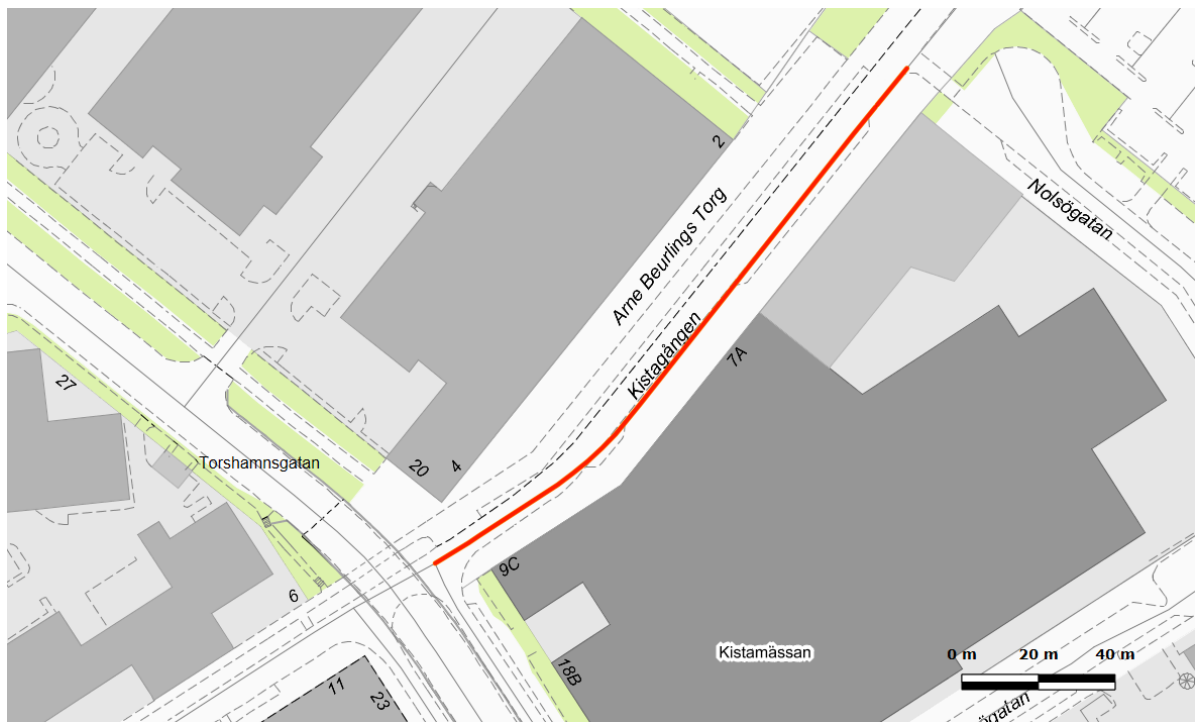 2
Nolsögatan
Arne Beurlings Torg
Kistagången
7A
27
Torshamnsgatan
20
4
9C
6
Kistamässan
0 m 20 m 40 m
18B
11
23